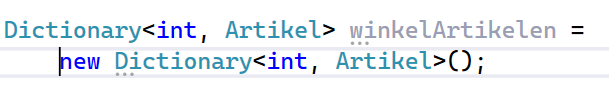 Dictionary<int, Artikel> winkelArtikelen =
new Dictionary<int, Artikel>();